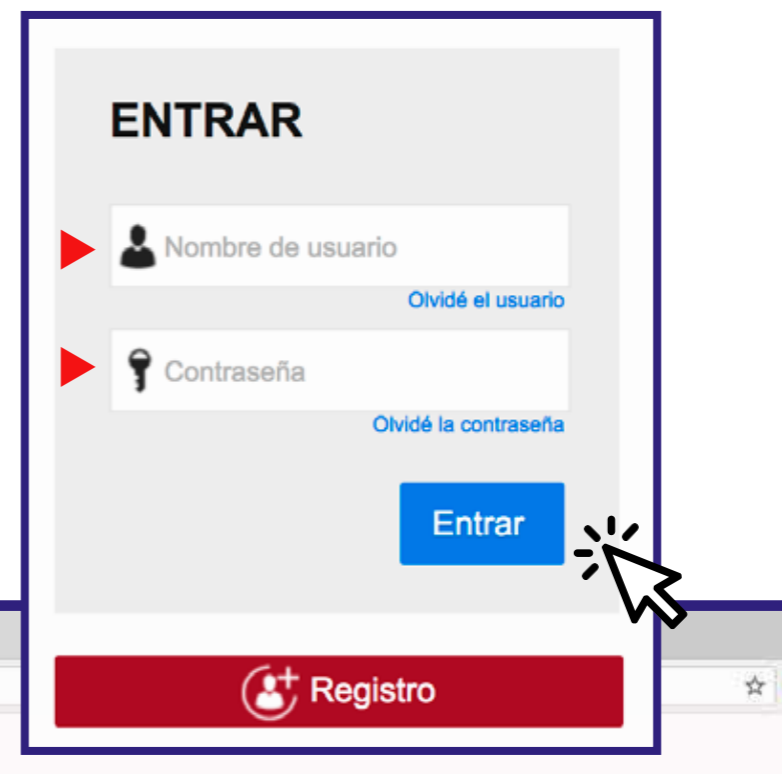 ENTRAR
Nombre de usuario
Olvidé el usuario
Contraseña
Olvidé la contraseña
Entrar
Registro